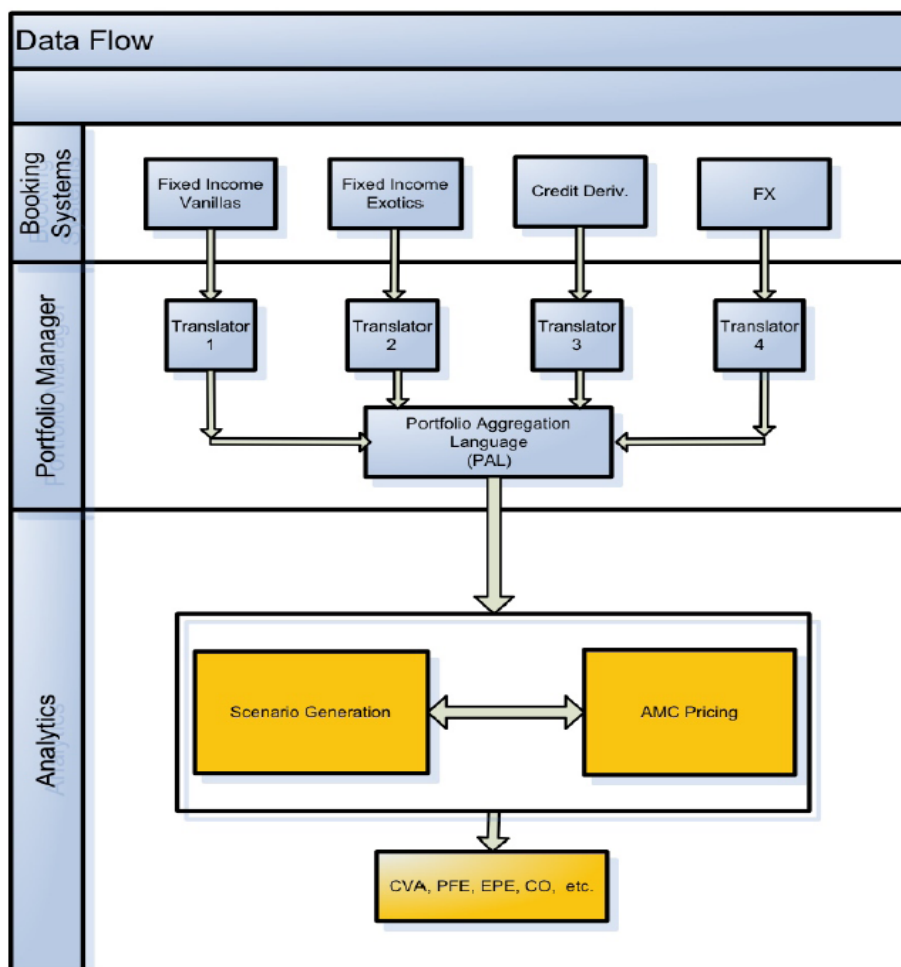 Data Flow
Booking
Systems
Fixed Income
Vanillas
Fixed Income
Exotics
Credit Deriv.
FX
Portfolio Manager
Translator
1
Translator
2
Translator
3
Translator
4
Portfolio Aggregation
Language
(PAL)
Analytics
Scenario Generation
AMC Pricing
CVA, PFE, EPE, CO, etc.